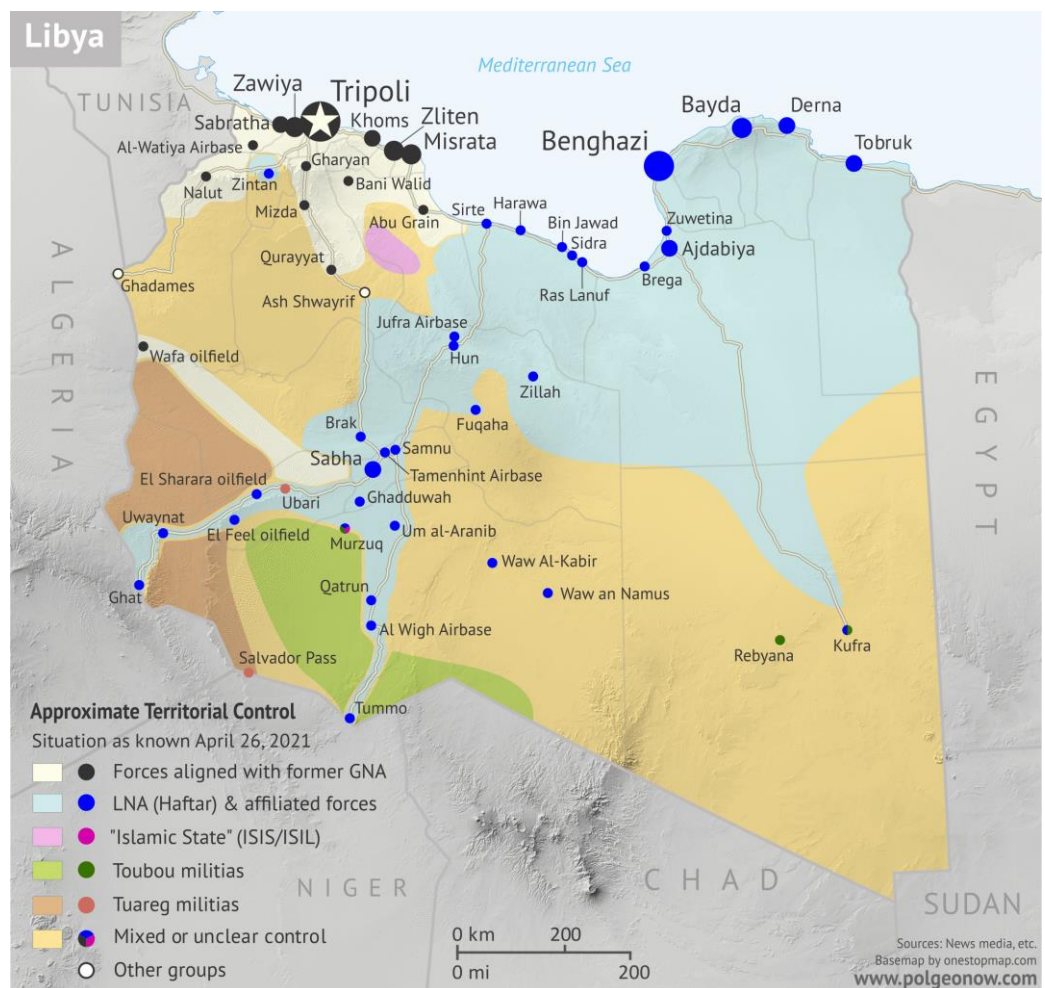 Libya
Mediterranean Sea
TUNISIA
Zawiya
Tripoli
Sabratha
Khoms
Zliten
Misrata
Al-Watiya Airbase
Gharyan
Nalut
Zintan
Bani Walid
Mizda
Abu Grain
Bayda
Derna
Benghazi
Tobruk
Sirte
Harawa
Bin Jawad
Sidra
Zuwetina
Ajdabiya
Ras Lanuf
Brega
ALGERIA
Ghadames
Qurayyat
Ash Shwayrif
Jufra Airbase
Hun
Wafa oilfield
Zillah
Fuqaha
EGYPT
Brak
Samnu
Sabha
Tamenhint Airbase
El Sharara oilfield
Ubari
Ghadduwah
Uwaynat
El Feel oilfield
Murzuq
Um al-Aranib
Waw Al-Kabir
Ghat
Qatrun
Waw an Namus
Al Wigh Airbase
Rebyana
Kufra
Salvador Pass
Tummo
Approximate Territorial Control
Situation as known April 26, 2021
Forces aligned with former GNA
LNA (Haftar) & affiliated forces
"Islamic State" (ISIS/ISIL)
Toubou militias
Tuareg militias
Mixed or unclear control
Other groups
NIGER
CHAD
SUDAN
0 km 200
0 mi 200
Sources: News media, etc.
Basemap by onestopmap.com
www.polgeonow.com